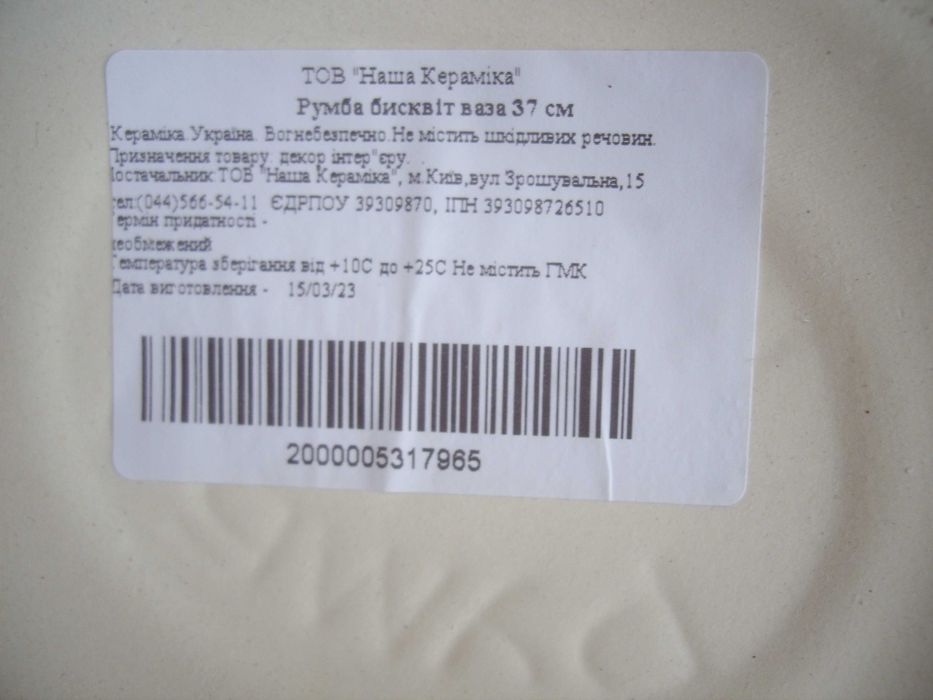 ТОВ "Наша Кераміка"
Румба бисквіт ваза 37 см
Кераміка Україна. Вогнебезпечно.Не містить шкідливих речовин.
Призначення товару: декор інтер"єру.
Постачальник ТОВ "Наша Кераміка", м.Київ,вул Зрошувальна,15
тел:(044)566-54-11 ЄДРПОУ 39309870, ІПН 393098726510
Термін придатності -
необмежений
Температура зберігання від +10С до +25С Не містить ГМК
Дата виготовлення - 15/03/23
2000005317965